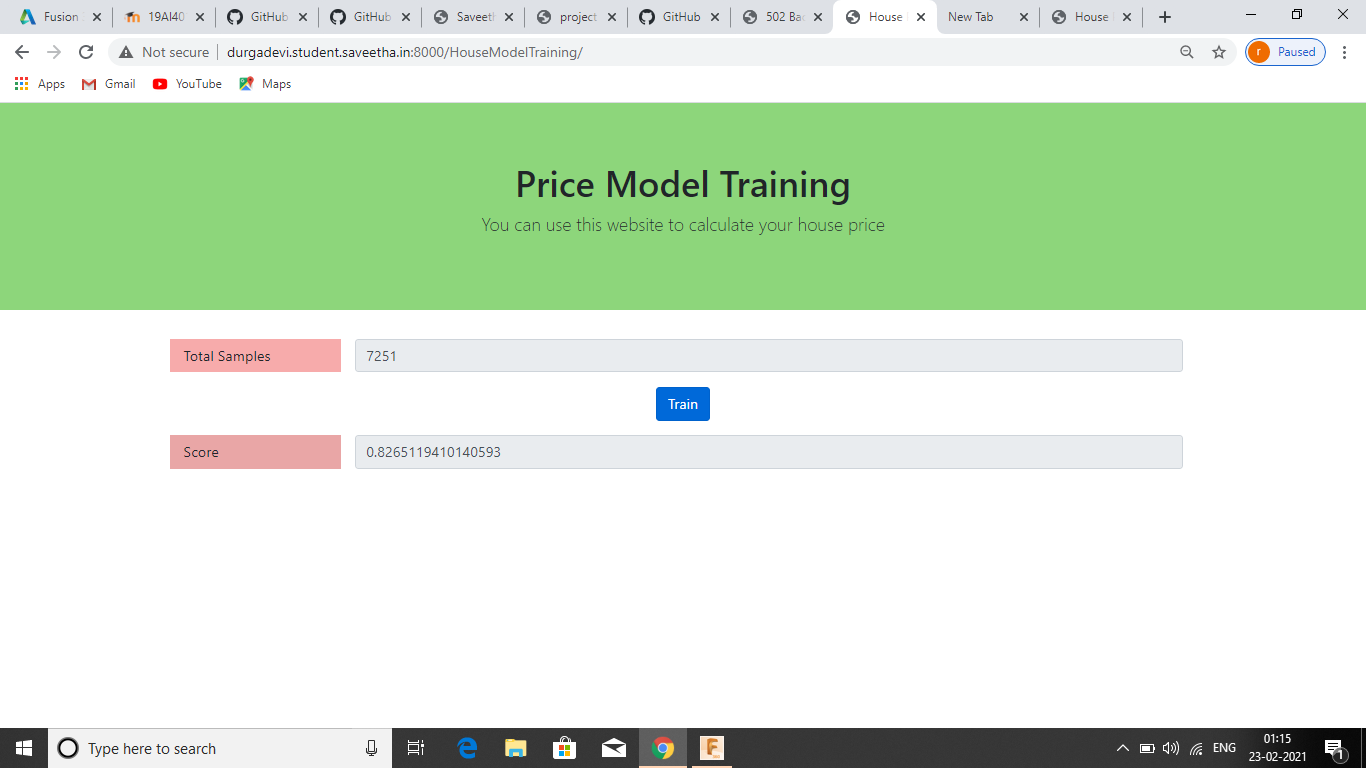 Fusion
19AI40
GitHub
GitHub
Saveeth
project
GitHub
502 Bad
House
New Tab
House
Not secure
durgadevi.student.saveetha.in:8000/HouseModelTraining/
r
Paused
Apps
Gmail
YouTube
Maps
Price Model Training
You can use this website to calculate your house price
Total Samples
7251
Train
Score
0.8265119410140593
Type here to search
ENG
01:15
23-02-2021
1